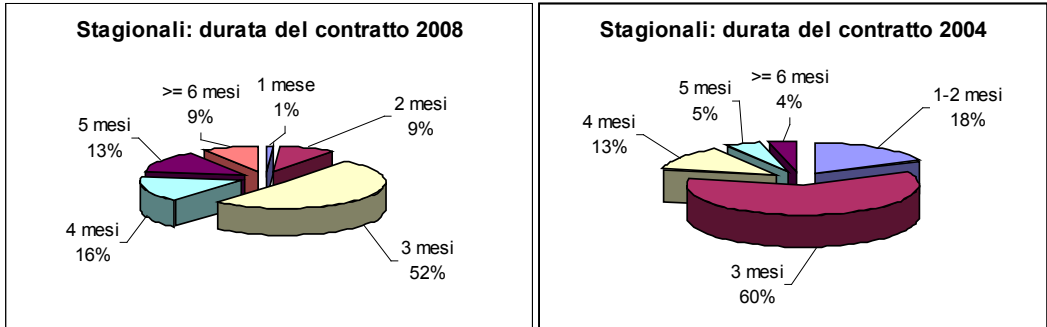 Stagionali: durata del contratto 2008
1 mese
1%
2 mesi
9%
3 mesi
52%
4 mesi
16%
5 mesi
13%
>= 6 mesi
9%
Stagionali: durata del contratto 2004
1-2 mesi
18%
3 mesi
60%
4 mesi
13%
5 mesi
5%
>= 6 mesi
4%